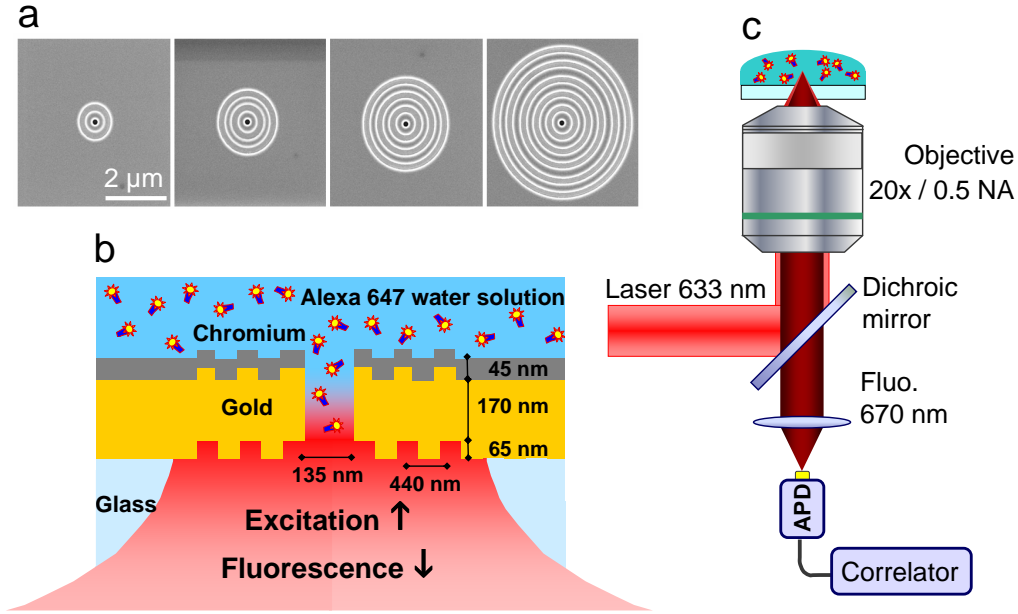 a
2 µm
b
Alexa 647 water solution
Chromium
45 nm
Gold
170 nm
65 nm
135 nm
440 nm
Glass
Excitation ↑
Fluorescence ↓
c
Objective
20x / 0.5 NA
Laser 633 nm
Dichroic
mirror
Fluo.
670 nm
APD
Correlator